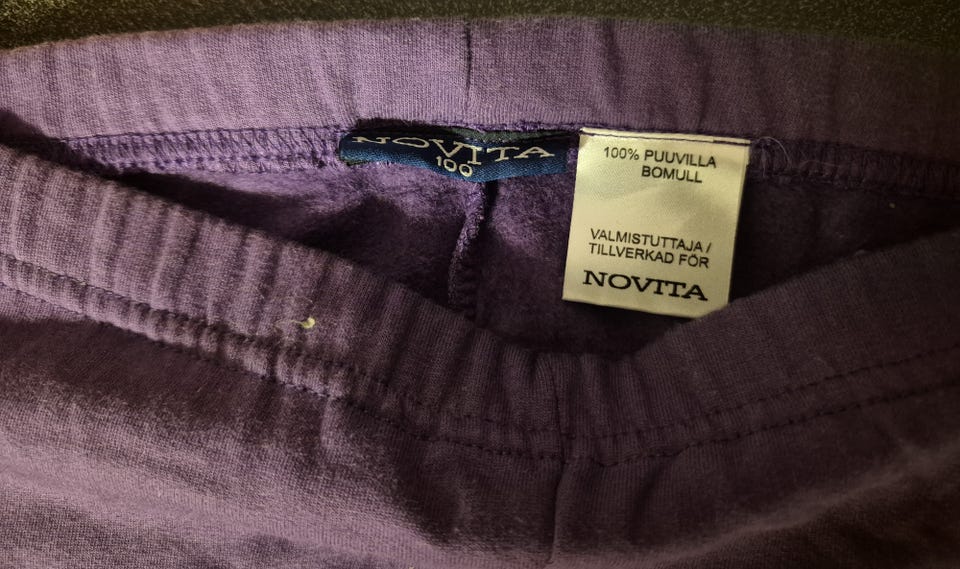 NOVITA
100
100% PUUVILLA
BOMULL
VALMISTUTTAJA/
TILLVERKAD FÖR
NOVITA